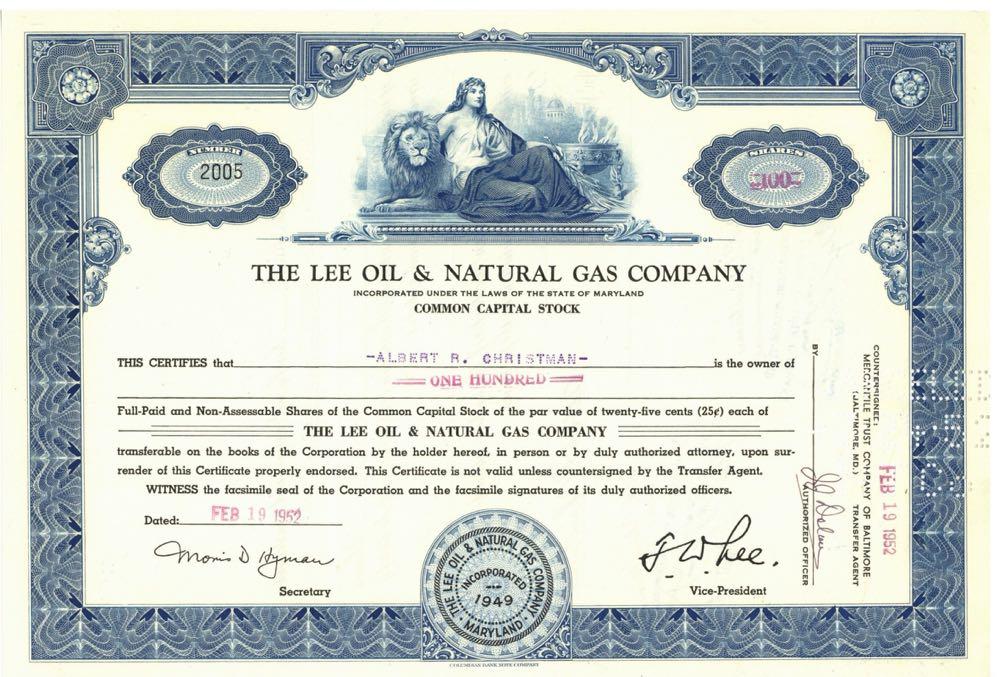 NUMBER
2005
SHARES
=100=
THE LEE OIL & NATURAL GAS COMPANY
INCORPORATED UNDER THE LAWS OF THE STATE OF MARYLAND
COMMON CAPITAL STOCK
THIS CERTIFIES that -ALBERT R. CHRISTMAN- is the owner of
ONE HUNDRED
Full-Paid and Non-Assessable Shares of the Common Capital Stock of the par value of twenty-five cents (25¢) each of
THE LEE OIL & NATURAL GAS COMPANY
transferable on the books of the Corporation by the holder hereof, in person or by duly authorized attorney, upon sur-
render of this Certificate properly endorsed. This Certificate is not valid unless countersigned by the Transfer Agent.
WITNESS the facsimile seal of the Corporation and the facsimile signatures of its duly authorized officers.
Dated: FEB 19 1952
Morris D Hyman
Secretary
THE LEE OIL & NATURAL GAS COMPANY
INCORPORATED
1949
MARYLAND
F. W. Lee.
Vice-President
COUNTERSIGNED:
MERCANTILE TRUST COMPANY OF BALTIMORE
(BALTIMORE, MD.) TRANSFER AGENT
BY
AUTHORIZED OFFICER
FEB 19 1952
COLUMBIAN BANK NOTE COMPANY